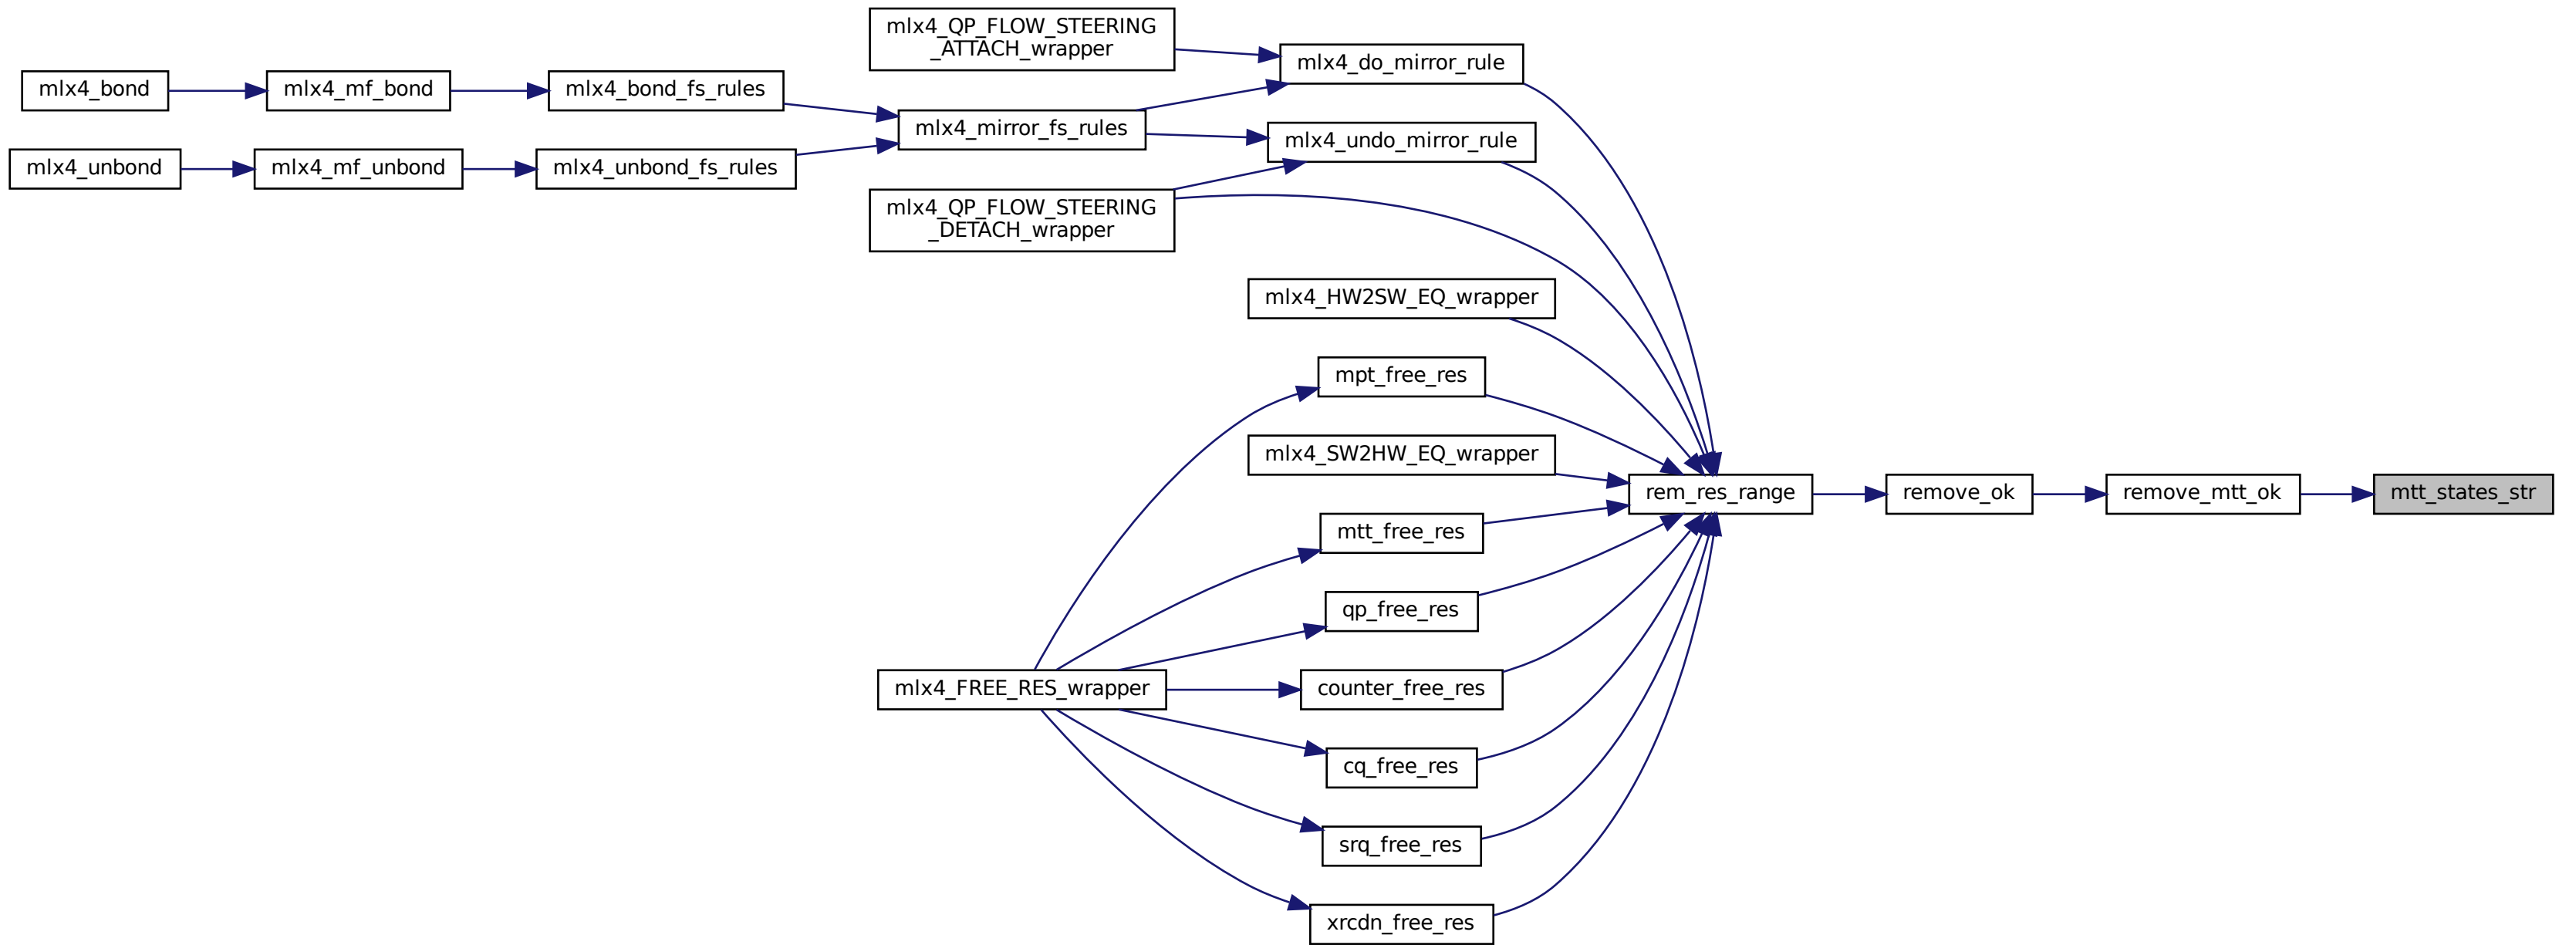 mlx4_QP_FLOW_STEERING
_ATTACH_wrapper
mlx4_do_mirror_rule
mlx4_bond
mlx4_mf_bond
mlx4_bond_fs_rules
mlx4_mirror_fs_rules
mlx4_undo_mirror_rule
mlx4_unbond
mlx4_mf_unbond
mlx4_unbond_fs_rules
mlx4_QP_FLOW_STEERING
_DETACH_wrapper
mlx4_HW2SW_EQ_wrapper
mpt_free_res
mlx4_SW2HW_EQ_wrapper
rem_res_range
remove_ok
remove_mtt_ok
mtt_states_str
mtt_free_res
qp_free_res
mlx4_FREE_RES_wrapper
counter_free_res
cq_free_res
srq_free_res
xrcdn_free_res